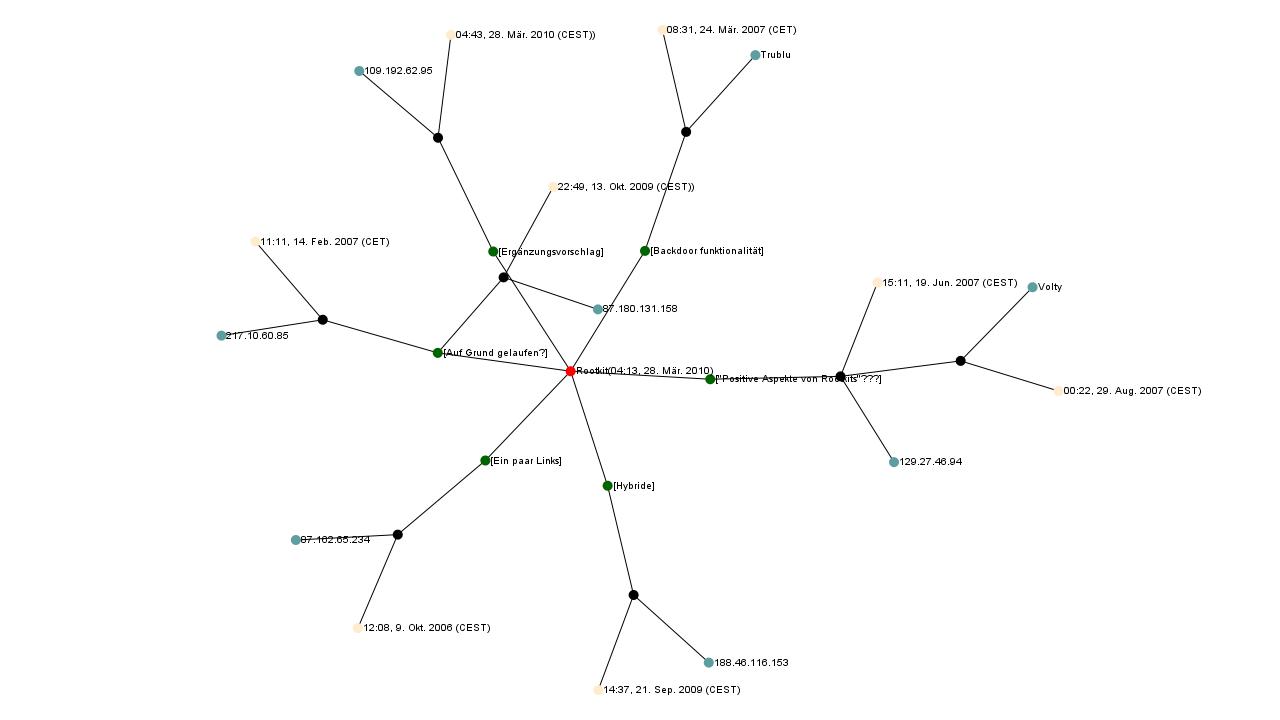 08:31, 24. Mär. 2007 (CET)
04:43, 28. Mär. 2010 (CEST))
Trublu
109.192.62.95
22:49, 13. Okt. 2009 (CEST))
11:11, 14. Feb. 2007 (CET)
[Ergänzungsvorschlag]
[Backdoor funktionalität]
15:11, 19. Jun. 2007 (CEST)
Volty
87.180.131.158
217.10.60.85
[Auf Grund gelaufen?]
Rootkit(04:13, 28. Mär. 2010)
["Positive Aspekte von Rootkits"???]
00:22, 29. Aug. 2007 (CEST)
[Ein paar Links]
129.27.46.94
[Hybride]
12:08, 9. Okt. 2006 (CEST)
188.46.116.153
14:37, 21. Sep. 2009 (CEST)